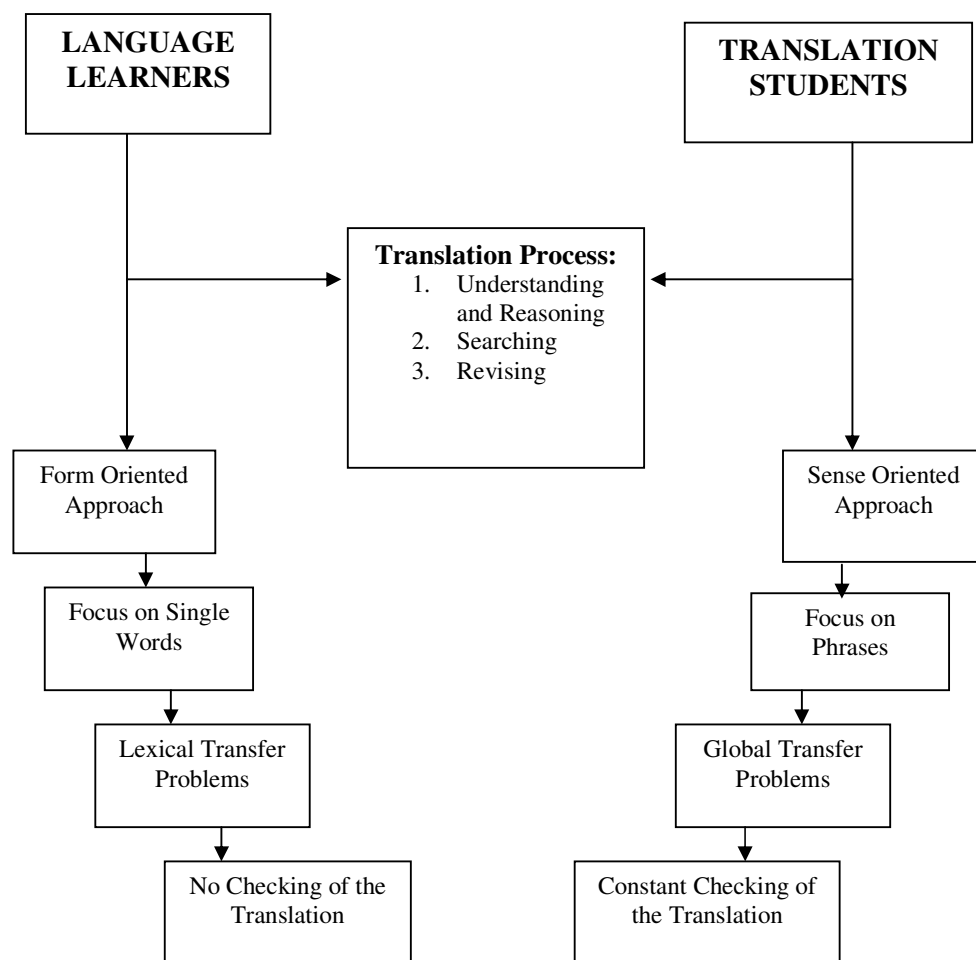 LANGUAGE
LEARNERS
TRANSLATION
STUDENTS
Translation Process:
1. Understanding
and Reasoning
2. Searching
3. Revising
Form Oriented
Approach
Sense Oriented
Approach
Focus on Single
Words
Focus on
Phrases
Lexical Transfer
Problems
Global Transfer
Problems
No Checking of the
Translation
Constant Checking of
the Translation